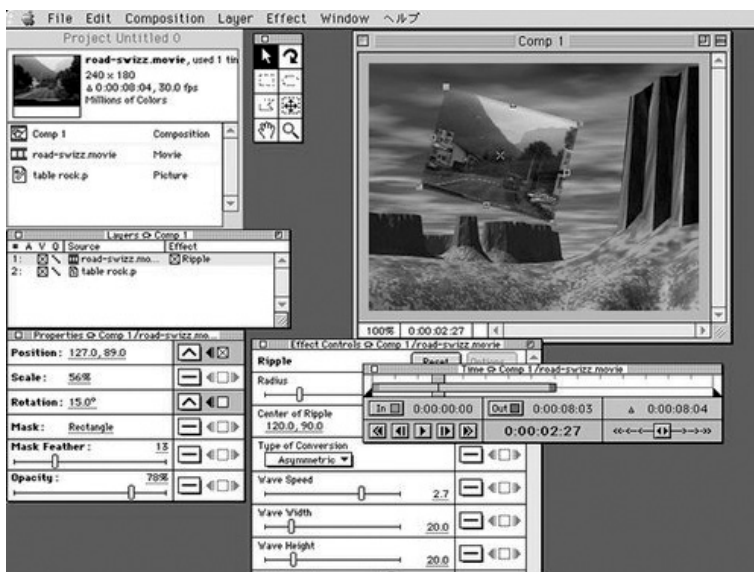 File Edit Composition Layer Effect Window ヘルプ
Project Untitled 0
road-swizz.movie, used 1 tin
240 x 180
Δ 0:00:08:04, 30.0 fps
Millions of Colors
Comp 1 Composition
road-swizz.movie Movie
table rock.p Picture
Comp 1
100% 0:00:02:27
Layers Comp 1
A V Q Source Effect
1: road-swizz.mo... Ripple
2: table rock.p
Properties Comp 1/road-swizz.mo...
Position: 127.0, 89.0
Scale: 56%
Rotation: 15.0°
Mask: Rectangle
Mask Feather: 13
Opacity: 78%
Effect Controls Comp 1/road-swizz.movie
Ripple Reset Options...
Radius
Center of Ripple
120.0, 90.0
Type of Conversion
Asymmetric
Wave Speed
2.7
Wave Width
20.0
Wave Height
20.0
Time Comp 1/road-swizz.movie
In 0:00:00:00 Out 0:00:08:03 Δ 0:00:08:04
0:00:02:27